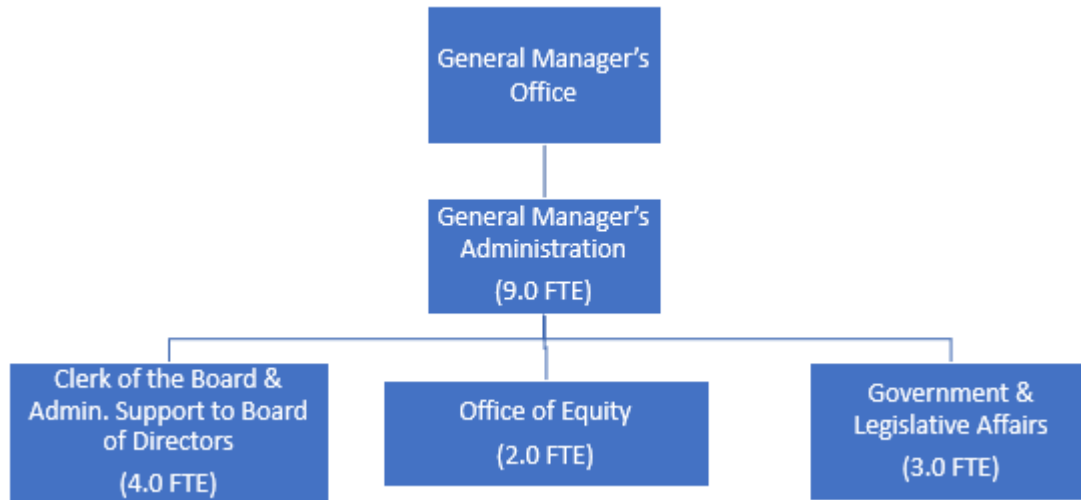 General Manager’s
Office
General Manager’s
Administration
(9.0 FTE)
Clerk of the Board &
Admin. Support to Board
of Directors
(4.0 FTE)
Office of Equity
(2.0 FTE)
Government &
Legislative Affairs
(3.0 FTE)